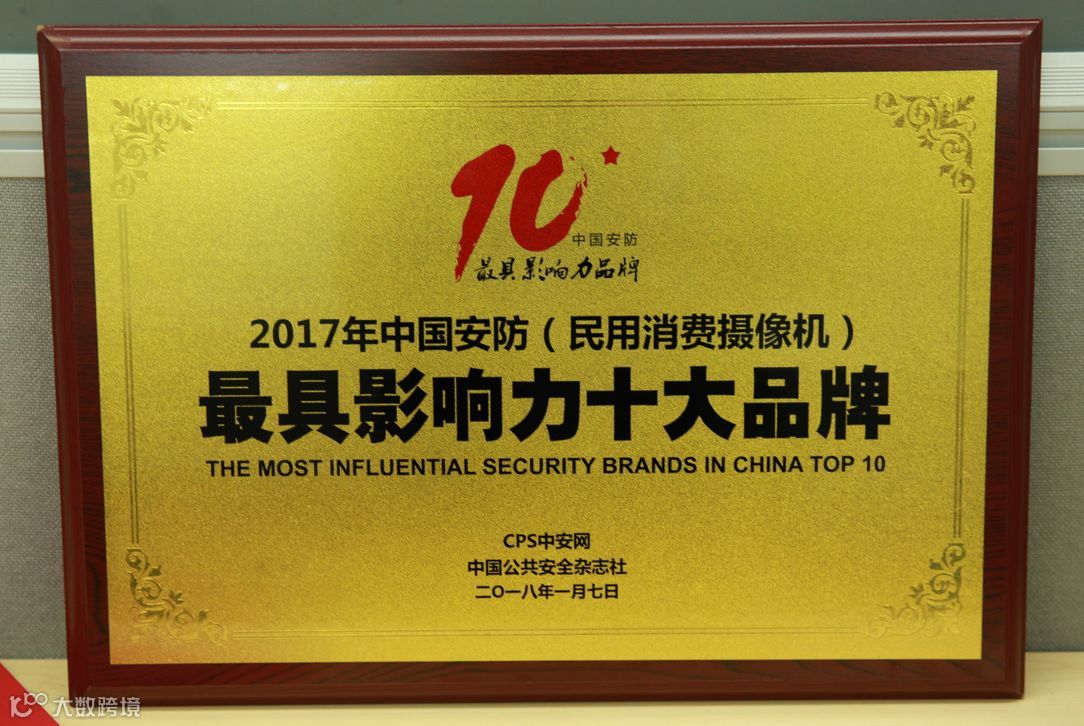 10
中国安防
最具影响力品牌
2017年中国安防（民用消费摄像机）
最具影响力十大品牌
THE MOST INFLUENTIAL SECURITY BRANDS IN CHINA TOP 10
CPS中安网
中国公共安全杂志社
二〇一八年一月七日
大数跨境